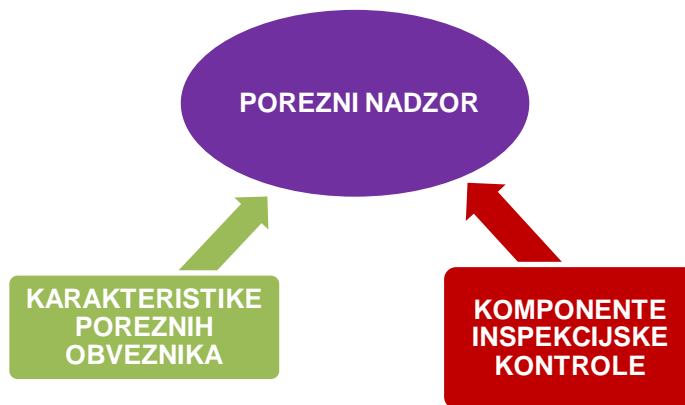 POREZNI NADZOR
KARAKTERISTIKE
POREZNIH
OBVEZNIKA
KOMPONENTE
INSPEKCIJSKE
KONTROLE